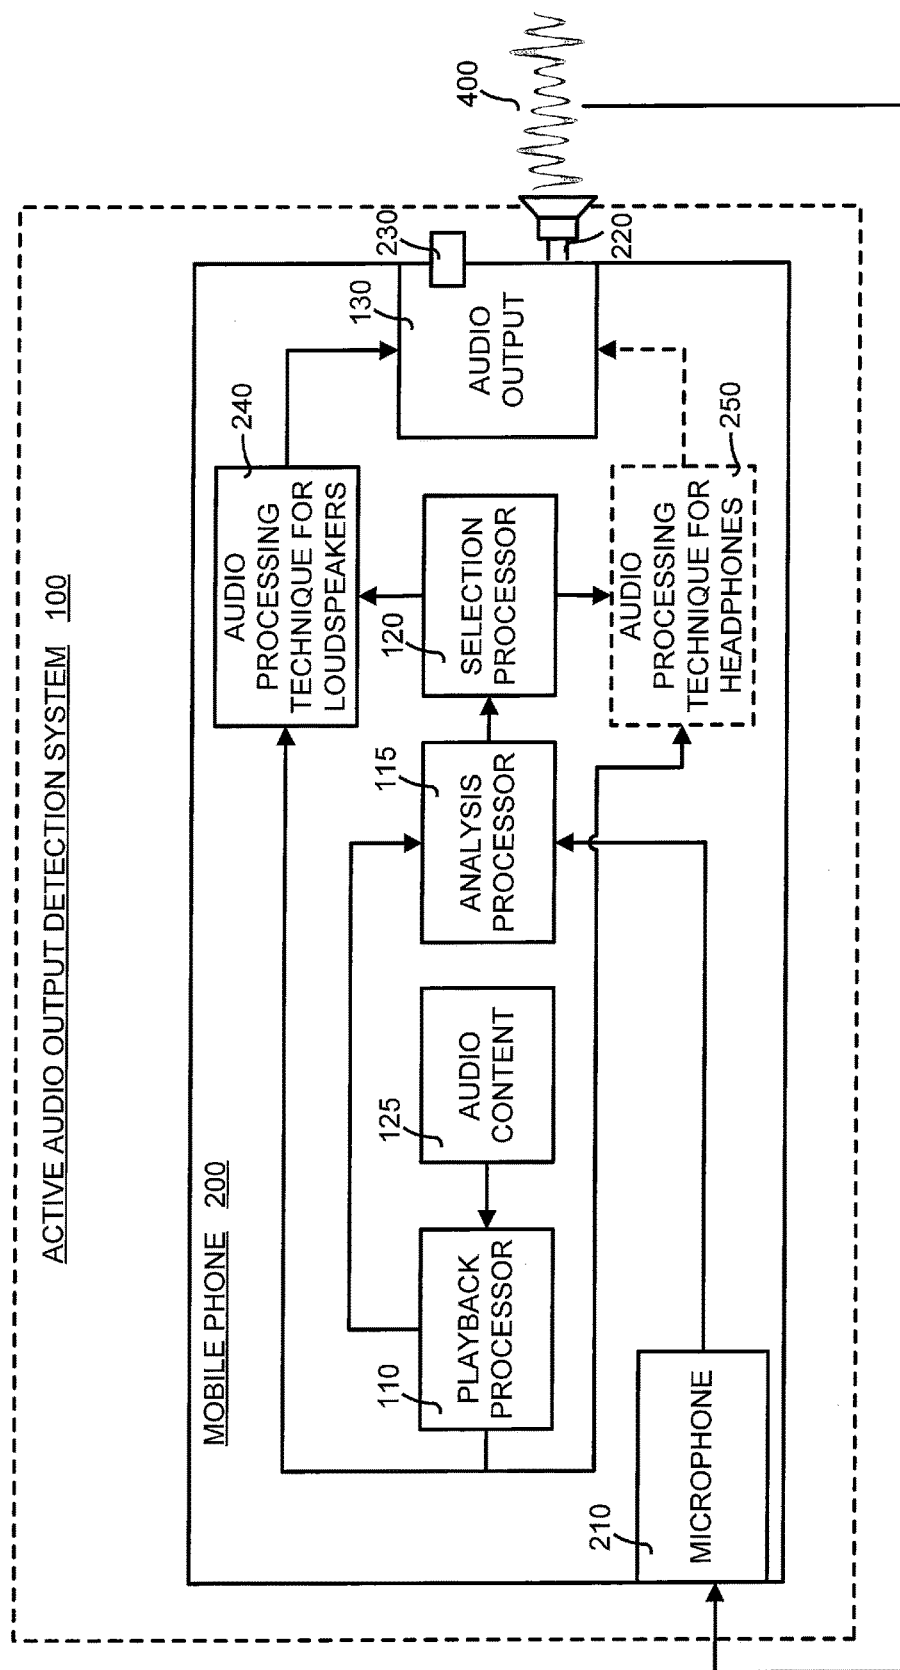 ACTIVE AUDIO OUTPUT DETECTION SYSTEM 100
MOBILE PHONE 200
240
AUDIO
PROCESSING
TECHNIQUE FOR
LOUDSPEAKERS
110
PLAYBACK
PROCESSOR
125
AUDIO
CONTENT
115
ANALYSIS
PROCESSOR
120
SELECTION
PROCESSOR
130
AUDIO
OUTPUT
230
220
400
210
MICROPHONE
AUDIO
PROCESSING
TECHNIQUE FOR
HEADPHONES
250